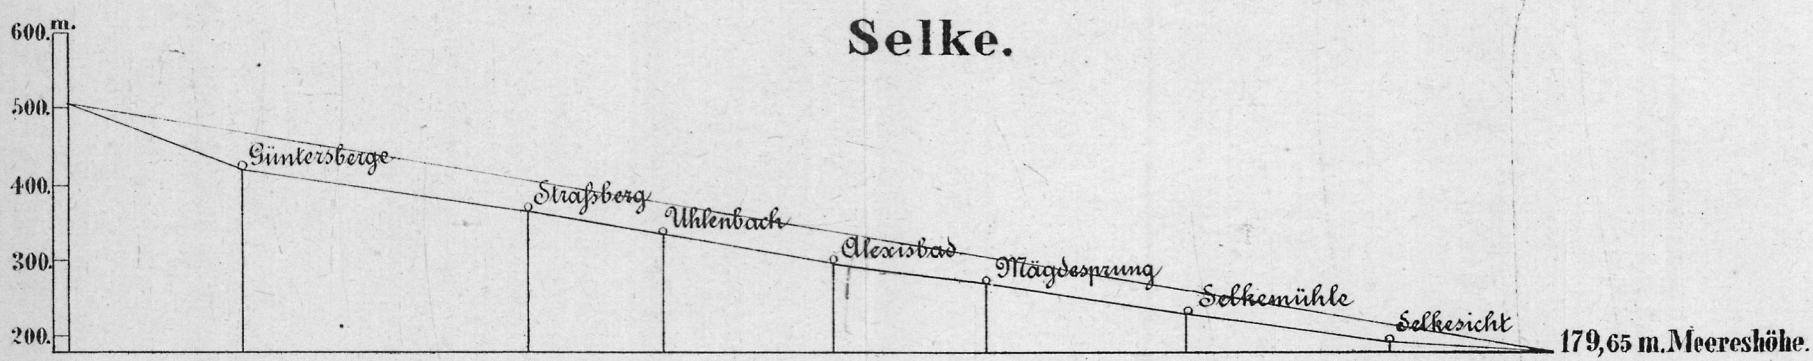 Selke.
m.
600.
500.
400.
300.
200.
Güntersberge
Straßberg
Uhlenbach
Alexisbad
Mägdesprung
Selkemühle
Selkesicht
179,65 m. Meereshöhe.